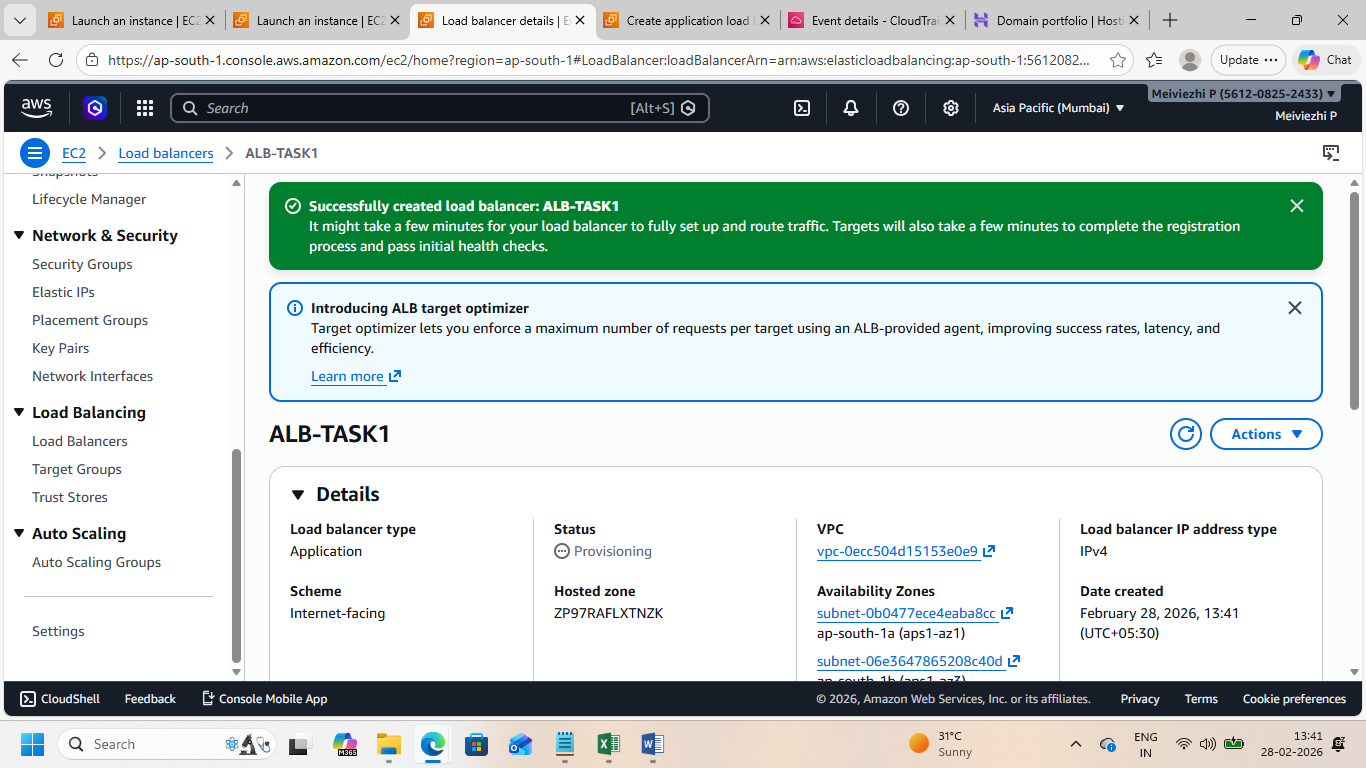 Launch an instance | EC2
Launch an instance | EC2
Load balancer details | E
Create application load
Event details - CloudTrai
Domain portfolio | Hosti
https://ap-south-1.console.aws.amazon.com/ec2/home?region=ap-south-1#LoadBalancer:loadBalancerArn=arn:aws:elasticloadbalancing:ap-south-1:5612082...
Update
Chat
aws
Search
[Alt+S]
Asia Pacific (Mumbai)
Meiviezhi P (5612-0825-2433)
Meiviezhi P
EC2
Load balancers
ALB-TASK1
Snapshots
Lifecycle Manager
Network & Security
Security Groups
Elastic IPs
Placement Groups
Key Pairs
Network Interfaces
Load Balancing
Load Balancers
Target Groups
Trust Stores
Auto Scaling
Auto Scaling Groups
Settings
Successfully created load balancer: ALB-TASK1
It might take a few minutes for your load balancer to fully set up and route traffic. Targets will also take a few minutes to complete the registration
process and pass initial health checks.
Introducing ALB target optimizer
Target optimizer lets you enforce a maximum number of requests per target using an ALB-provided agent, improving success rates, latency, and
efficiency.
Learn more
ALB-TASK1
Actions
Details
Load balancer type
Application
Scheme
Internet-facing
Status
Provisioning
Hosted zone
ZP97RAFLXTNZK
VPC
vpc-0ecc504d15153e0e9
Availability Zones
subnet-0b0477ece4eaba8cc
ap-south-1a (aps1-az1)
subnet-06e3647865208c40d
ap-south-1b (aps1-az3)
Load balancer IP address type
IPv4
Date created
February 28, 2026, 13:41
(UTC+05:30)
CloudShell
Feedback
Console Mobile App
© 2026, Amazon Web Services, Inc. or its affiliates.
Privacy
Terms
Cookie preferences
Search
M365
31°C
Sunny
ENG
IN
13:41
28-02-2026